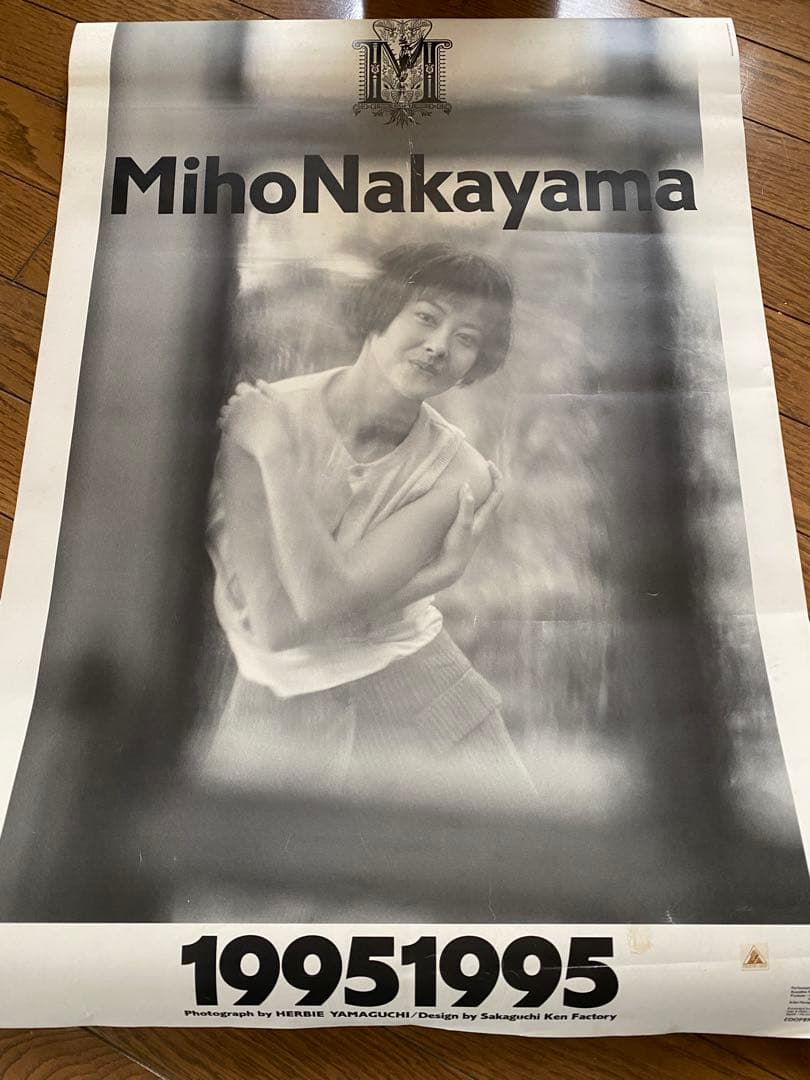 M
MihoNakayama
19951995
Photograph by HERBIE YAMAGUCHI/Design by Sakaguchi Ken Factory